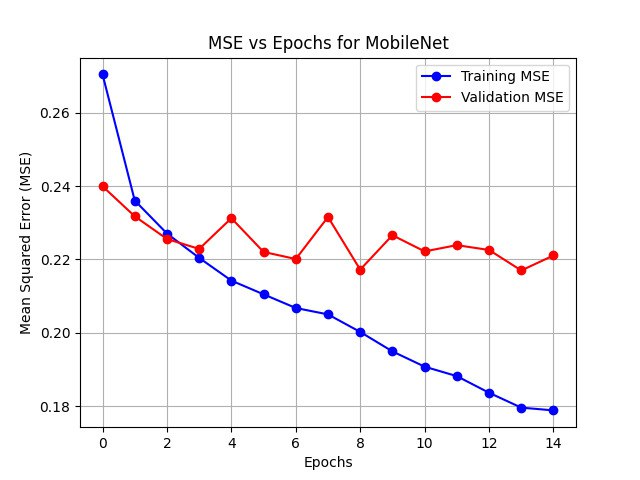 MSE vs Epochs for MobileNet
Training MSE
Validation MSE
Mean Squared Error (MSE)
0.26
0.24
0.22
0.20
0.18
0 2 4 6 8 10 12 14
Epochs